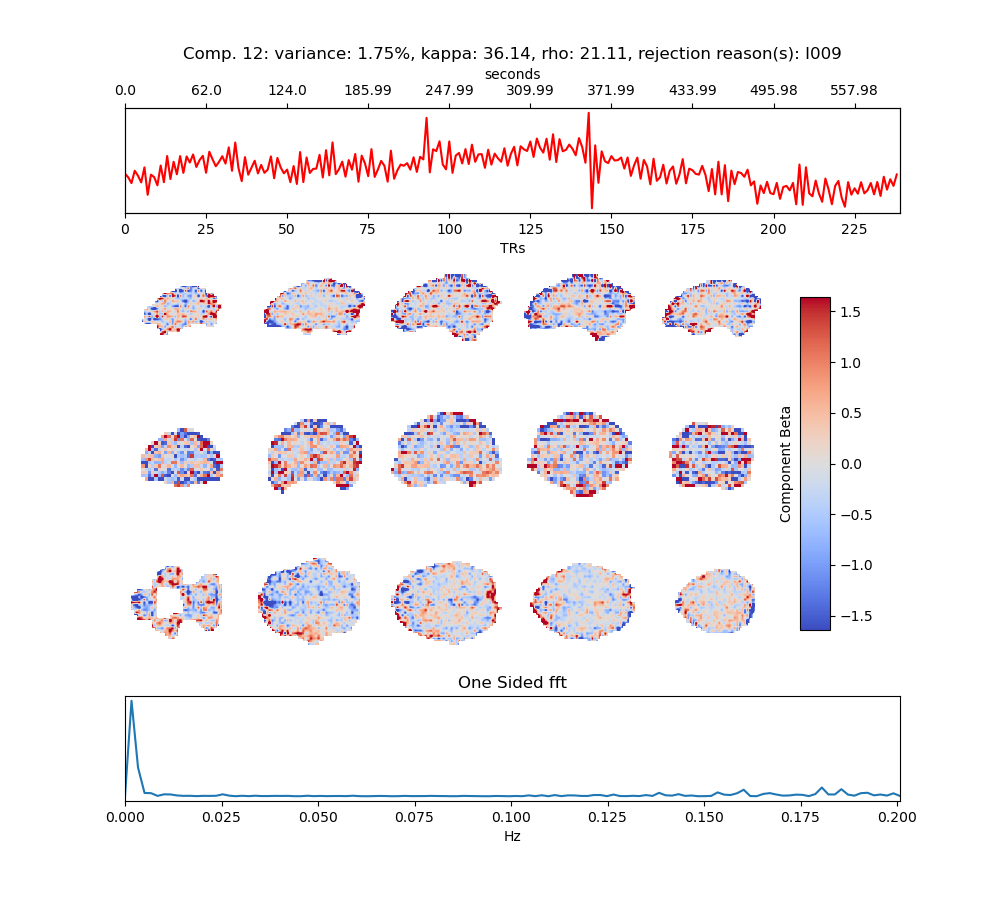 Comp. 12: variance: 1.75%, kappa: 36.14, rho: 21.11, rejection reason(s): I009
seconds
0.0 62.0 124.0 185.99 247.99 309.99 371.99 433.99 495.98 557.98
0 25 50 75 100 125 150 175 200 225
TRs
1.5
1.0
0.5
0.0
−0.5
−1.0
−1.5
Component Beta
One Sided fft
0.000 0.025 0.050 0.075 0.100 0.125 0.150 0.175 0.200
Hz